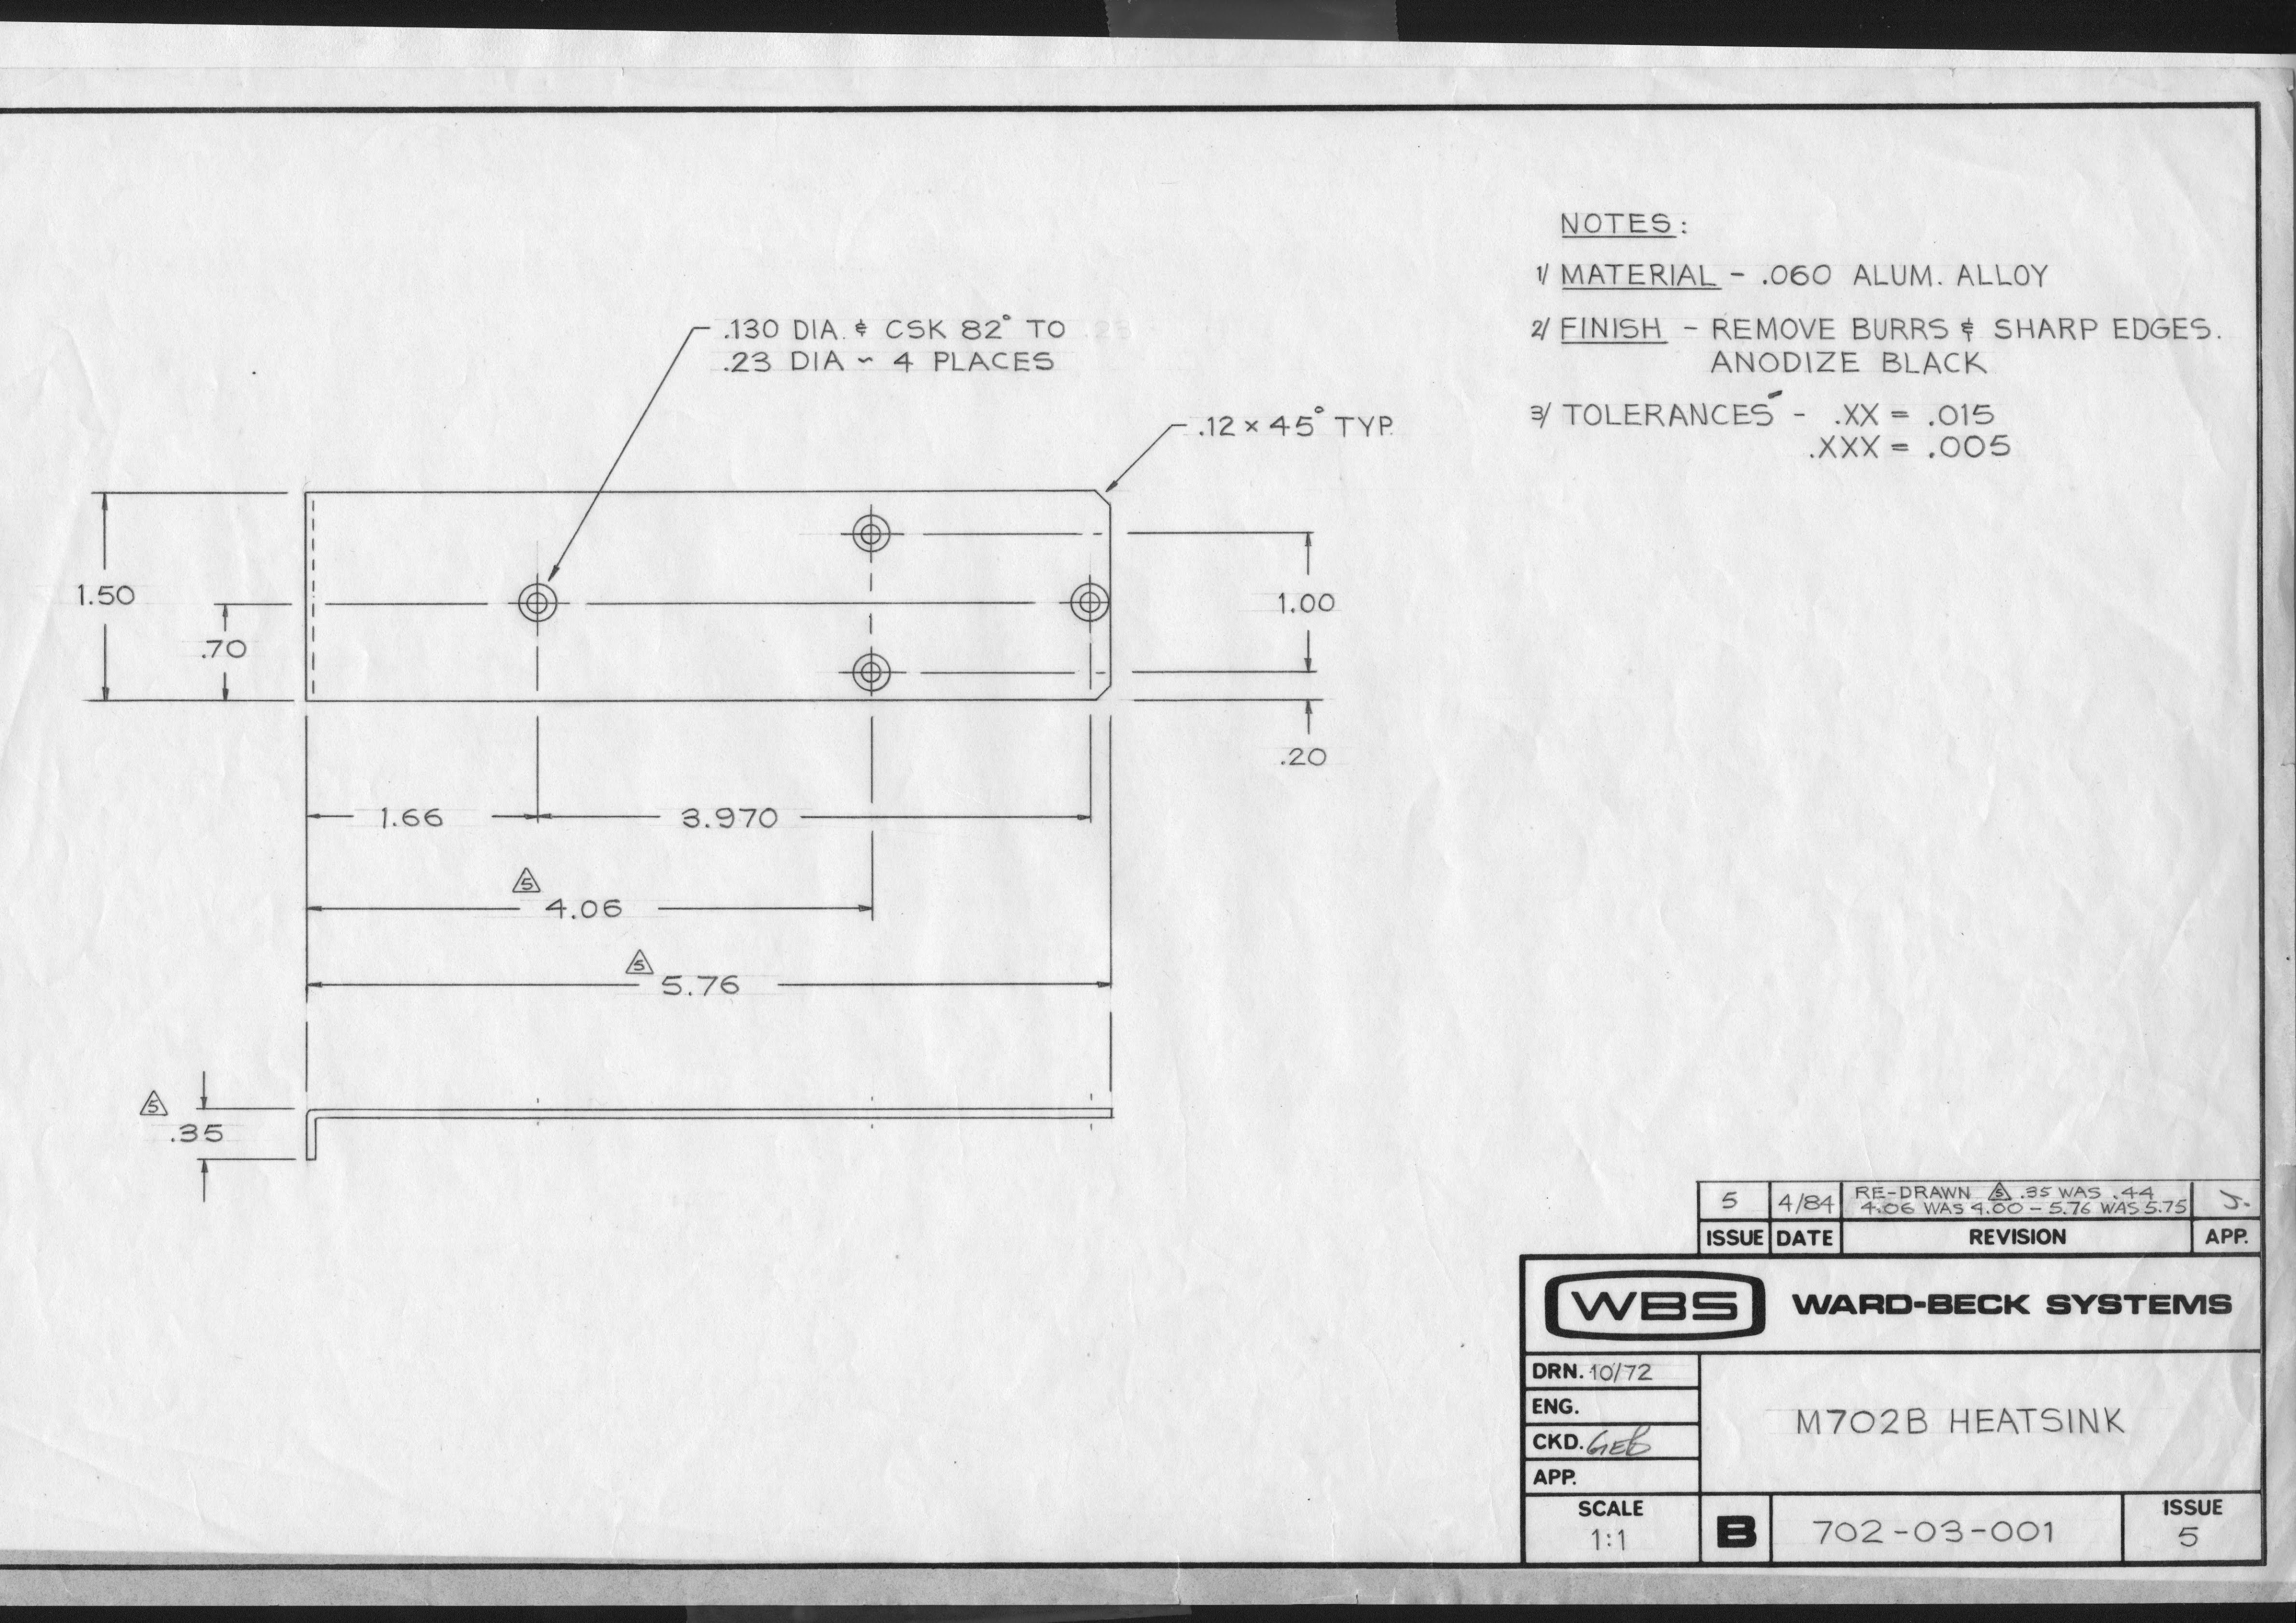 NOTES:
1/ MATERIAL - .060 ALUM. ALLOY
2/ FINISH - REMOVE BURRS & SHARP EDGES.
ANODIZE BLACK
3/ TOLERANCES - .XX = .015
.XXX = .005
.130 DIA. & CSK 82° TO
.23 DIA ~ 4 PLACES
.12 x 45° TYP.
1.50
.70
1.00
.20
1.66
3.970
5
4.06
5
5.76
5
.35
5 4/84 RE-DRAWN 5 .35 WAS .44
4.06 WAS 4.00 - 5.76 WAS 5.75 J.
ISSUE DATE REVISION APP.
WBS WARD-BECK SYSTEMS
DRN. 10/72
ENG.
CKD. GEB
APP.
M702B HEATSINK
SCALE
1:1
B
702-03-001
ISSUE
5